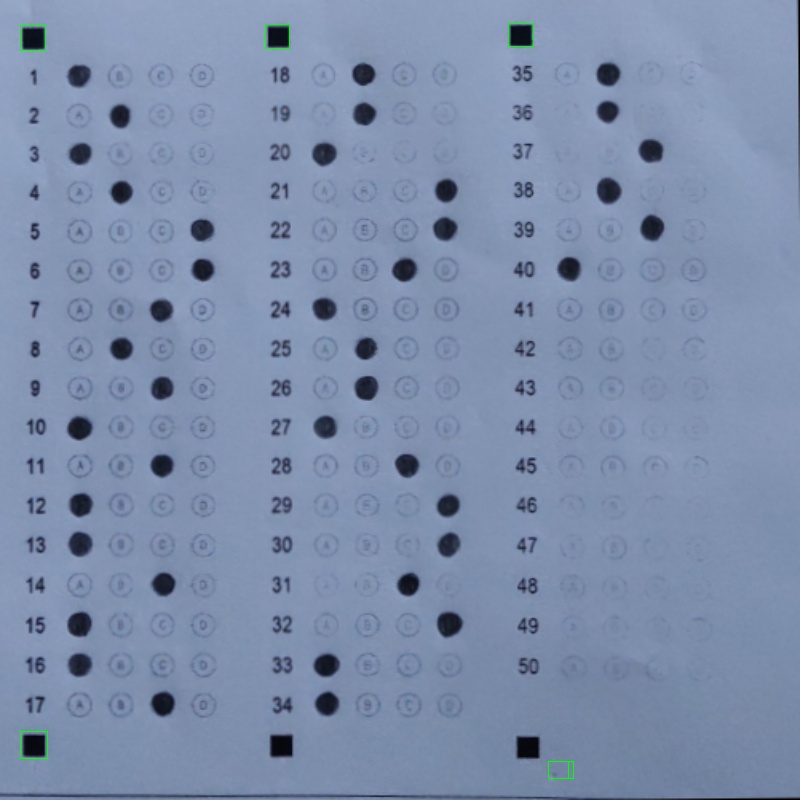 1 B C D
2 A C D
3 B C D
4 A C D
5 A B C
6 A B C
7 A B D
8 A C D
9 A B D
10 B C D
11 A B D
12 B C D
13 B C D
14 A B D
15 B C D
16 B C D
17 A B D
18 A C D
19 A C D
20 B C D
21 A B C
22 A B C
23 A B D
24 B C D
25 A C D
26 A C D
27 B C D
28 A B D
29 A B C
30 A B C
31 A B D
32 A B C
33 B C D
34 B C D
35 A C D
36
37
38 A
39 A B D
40 B C D
41 A B C D
42 A B C D
43 A B C D
44 A B C D
45 A B C D
46
47 A B
48 A B
49
50 A B C